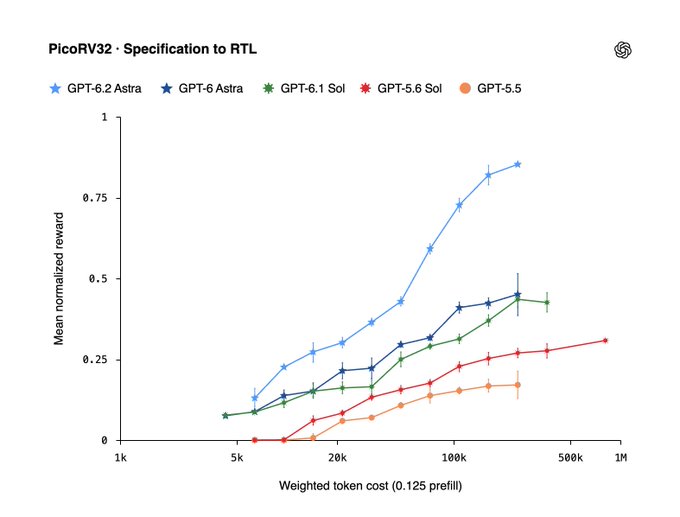 PicoRV32 · Specification to RTL
GPT-6.2 Astra GPT-6 Astra GPT-6.1 Sol GPT-5.6 Sol GPT-5.5
1
0.75
0.5
0.25
0
Mean normalized reward
1k 5k 20k 100k 500k 1M
Weighted token cost (0.125 prefill)